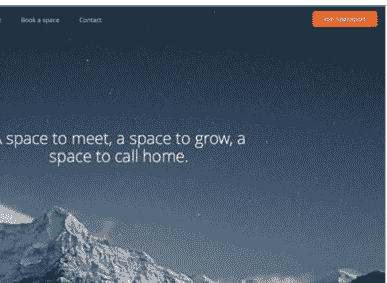 Book a space Contact
A space to meet, a space to grow, a
space to call home.